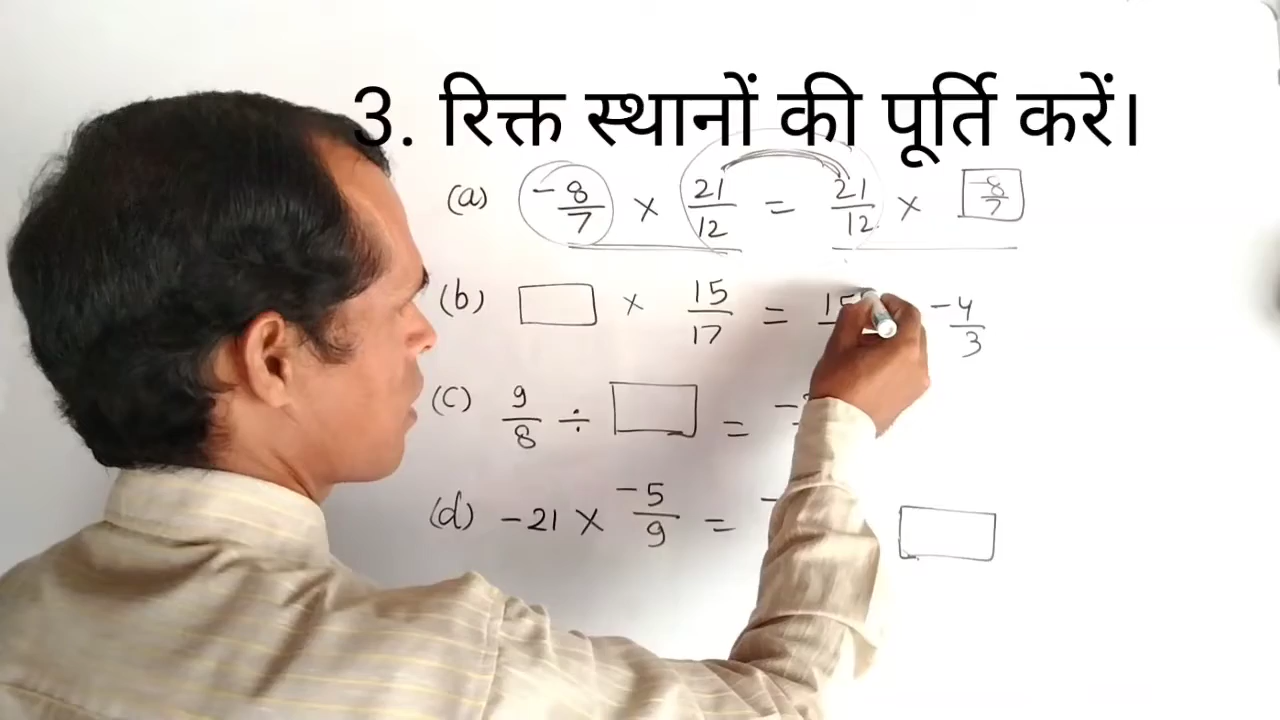 3. रिक्त स्थानों की पूर्ति करें।
(a) -8/7 × 21/12 = 21/12 × -8/7
(b) × 15/17 = 15 -4/3
(c) 9/8 ÷ = -
(d) -21 × -5/9 = -